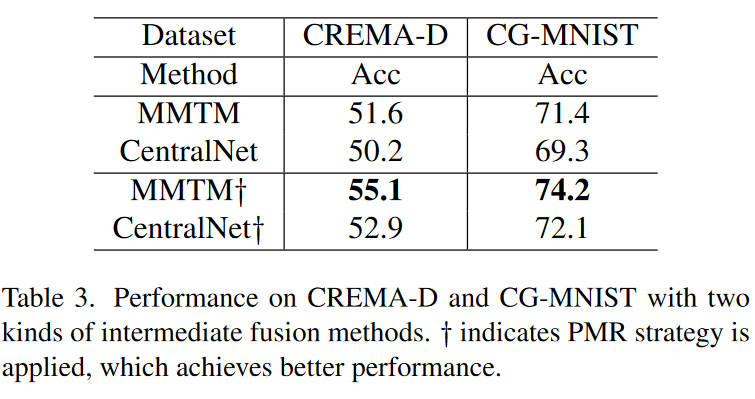 Dataset CREMA-D CG-MNIST
Method Acc Acc
MMTM 51.6 71.4
CentralNet 50.2 69.3
MMTM† 55.1 74.2
CentralNet† 52.9 72.1
Table 3. Performance on CREMA-D and CG-MNIST with two
kinds of intermediate fusion methods. † indicates PMR strategy is
applied, which achieves better performance.